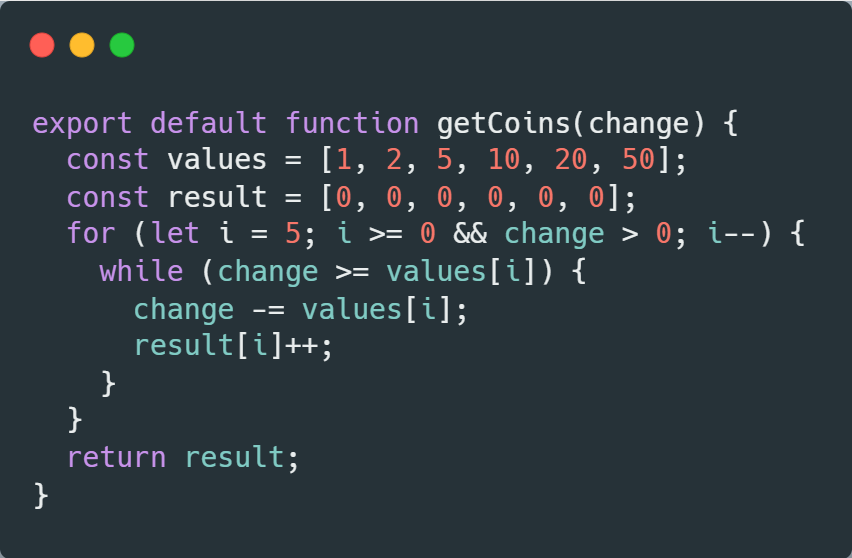 export default function getCoins(change) {
  const values = [1, 2, 5, 10, 20, 50];
  const result = [0, 0, 0, 0, 0, 0];
  for (let i = 5; i >= 0 && change > 0; i--) {
    while (change >= values[i]) {
      change -= values[i];
      result[i]++;
    }
  }
  return result;
}